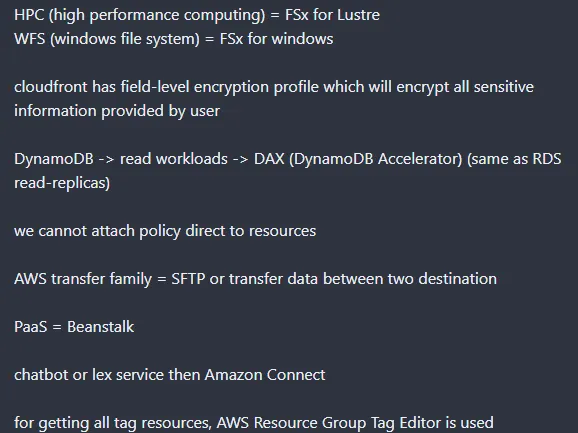 HPC (high performance computing) = FSx for Lustre
WFS (windows file system) = FSx for windows
cloudfront has field-level encryption profile which will encrypt all sensitive
information provided by user
DynamoDB -> read workloads -> DAX (DynamoDB Accelerator) (same as RDS
read-replicas)
we cannot attach policy direct to resources
AWS transfer family = SFTP or transfer data between two destination
PaaS = Beanstalk
chatbot or lex service then Amazon Connect
for getting all tag resources, AWS Resource Group Tag Editor is used